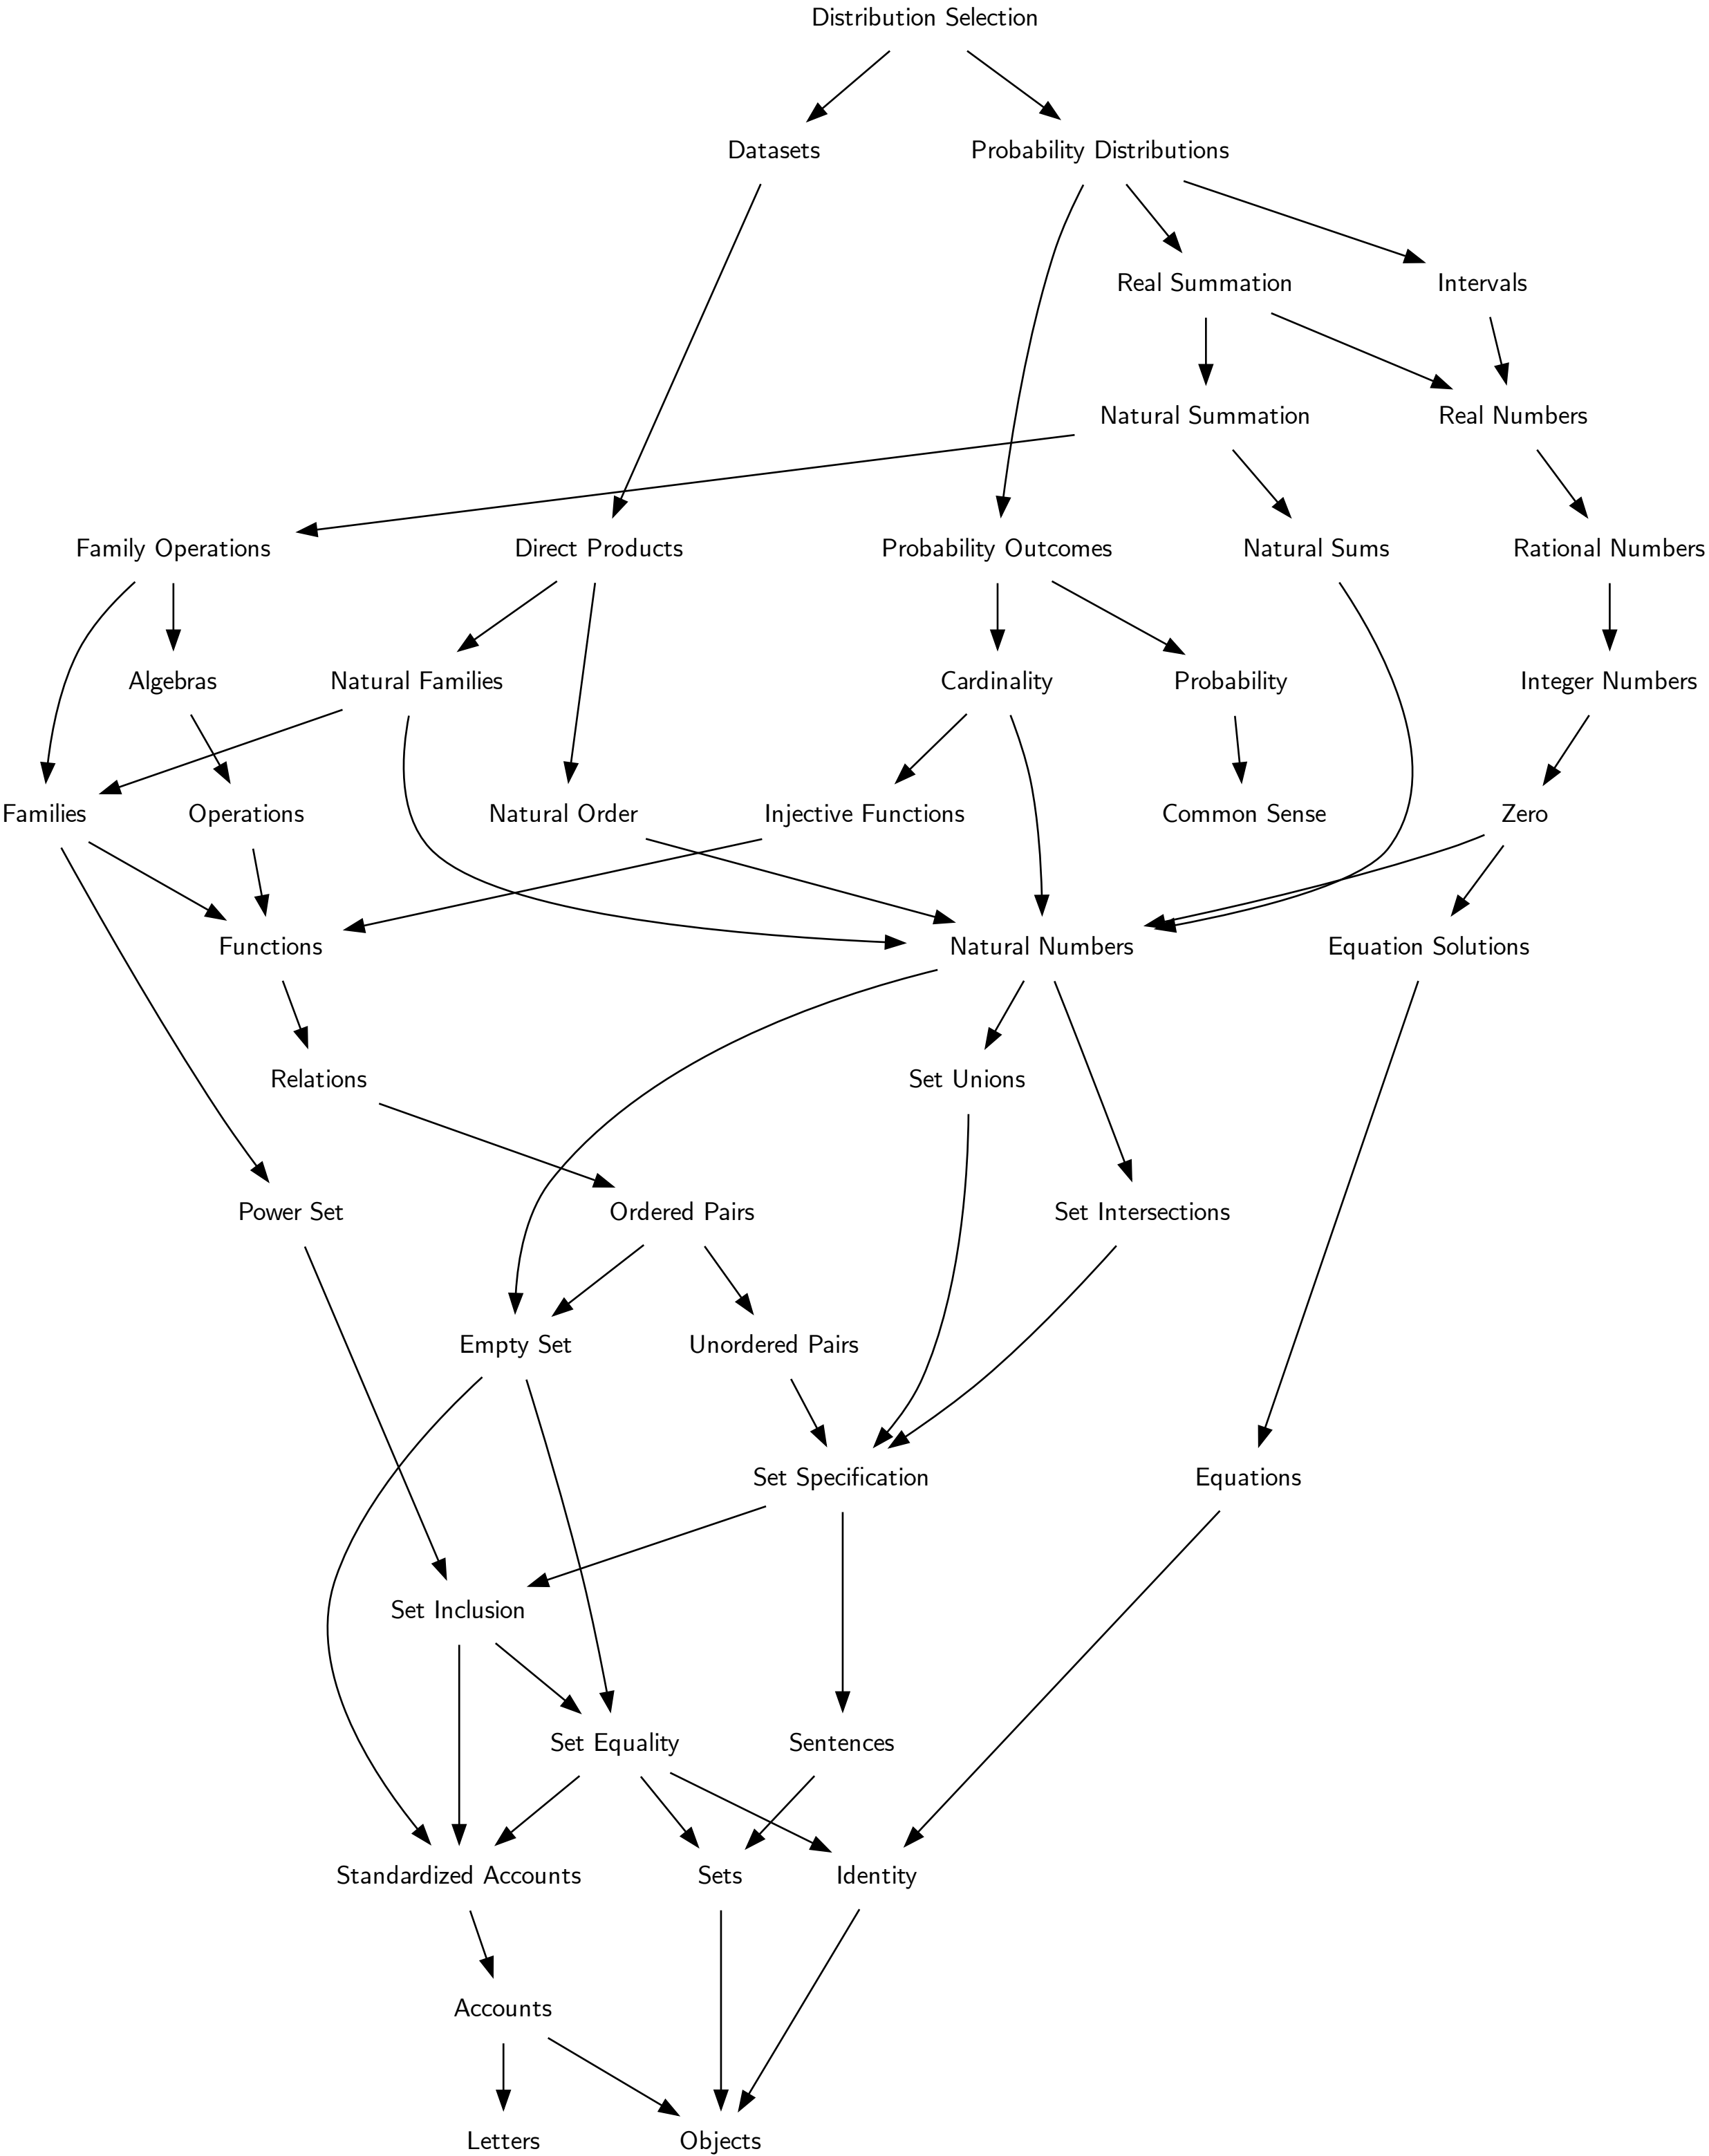 Distribution Selection
Datasets
Probability Distributions
Real Summation
Intervals
Natural Summation
Real Numbers
Family Operations
Direct Products
Probability Outcomes
Natural Sums
Rational Numbers
Algebras
Natural Families
Cardinality
Probability
Integer Numbers
Families
Operations
Natural Order
Injective Functions
Common Sense
Zero
Functions
Natural Numbers
Equation Solutions
Relations
Set Unions
Power Set
Ordered Pairs
Set Intersections
Empty Set
Unordered Pairs
Set Specification
Equations
Set Inclusion
Set Equality
Sentences
Standardized Accounts
Sets
Identity
Accounts
Letters
Objects